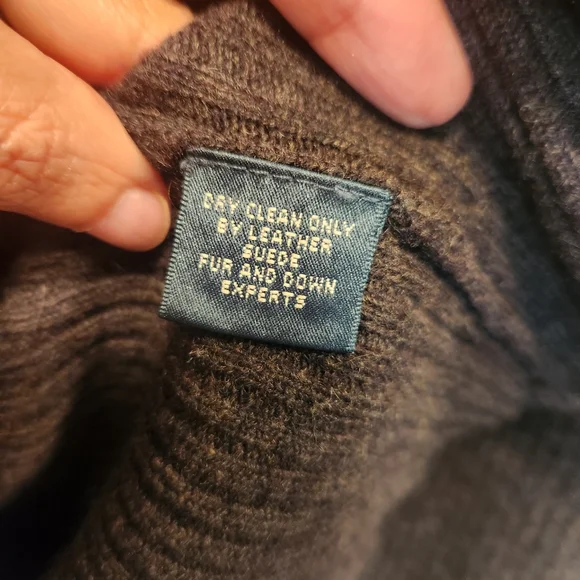 DRY CLEAN ONLY
BY LEATHER
SUEDE
FUR AND DOWN
EXPERTS